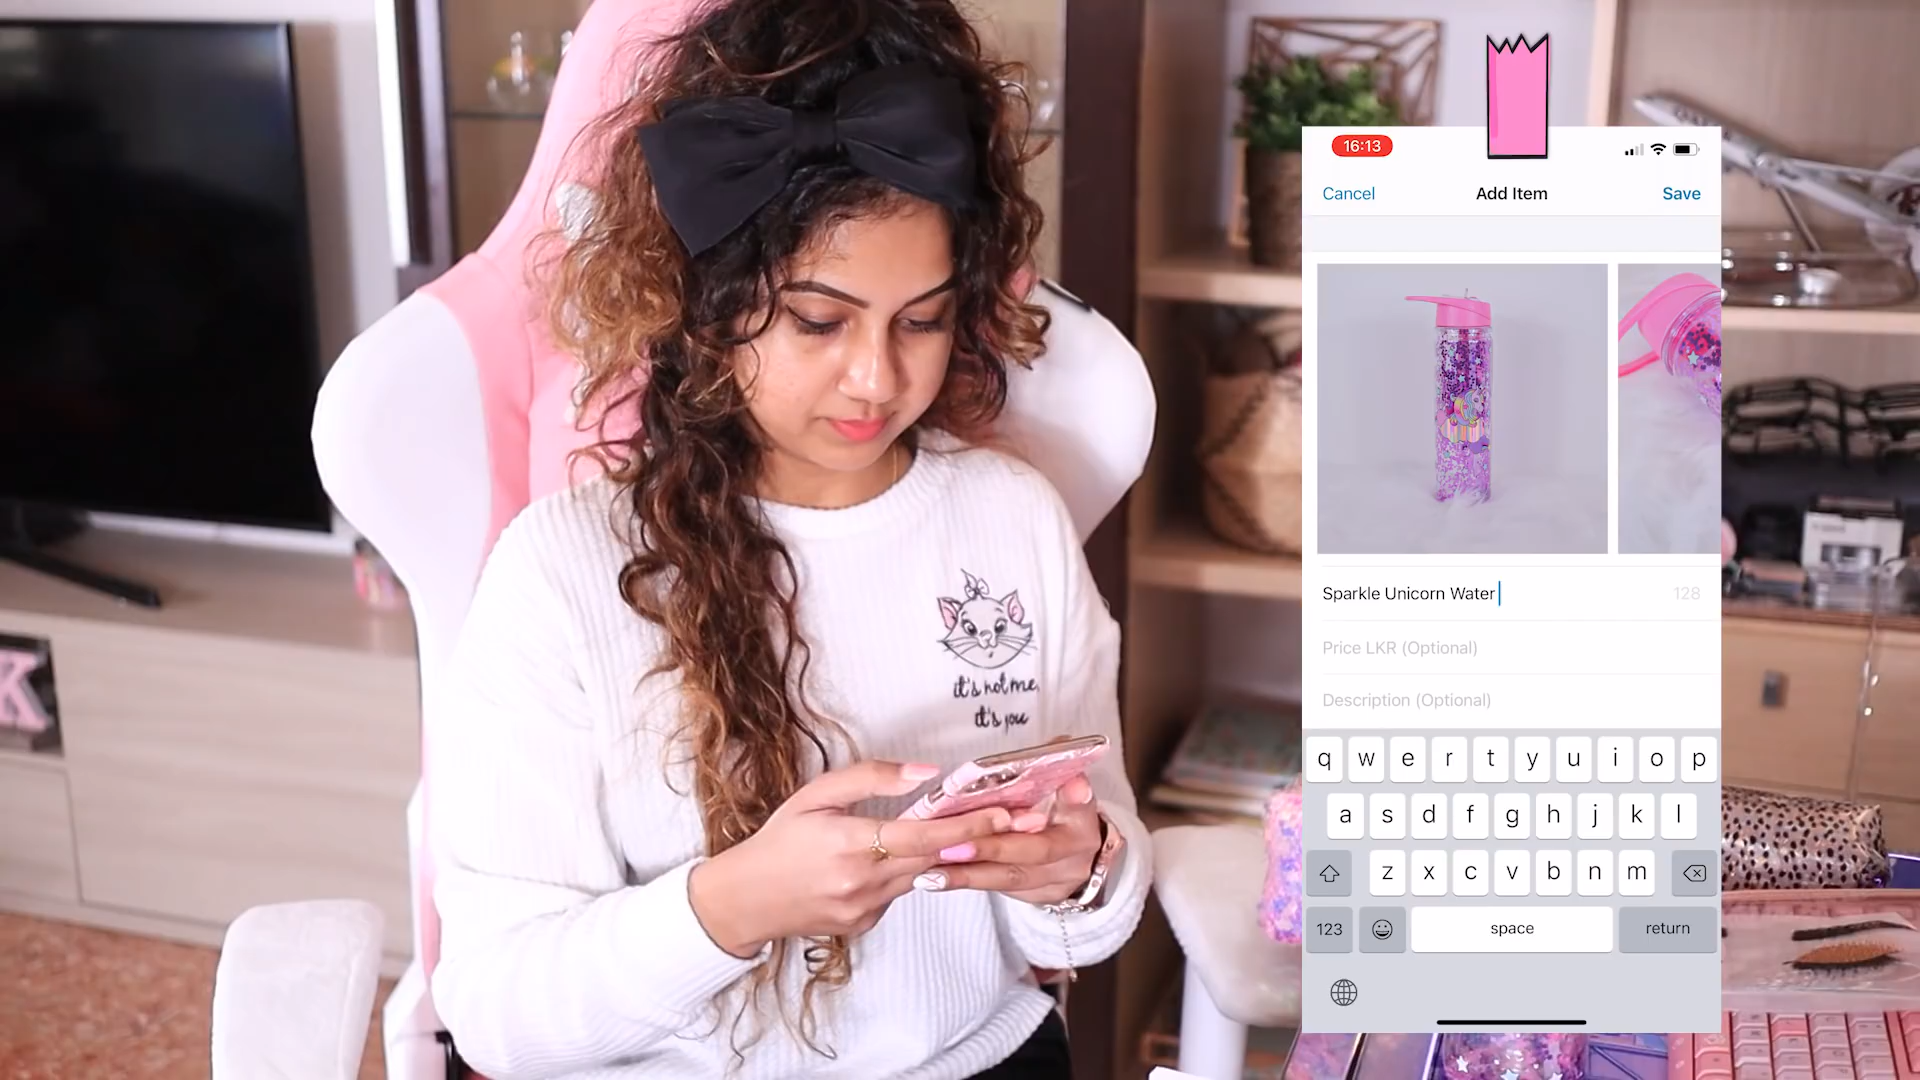 16:13
Cancel
Add Item
Save
Sparkle Unicorn Water
128
Price LKR (Optional)
Description (Optional)
q w e r t y u i o p
a s d f g h j k l
z x c v b n m
123
space
return
it's not me,
it's you
K